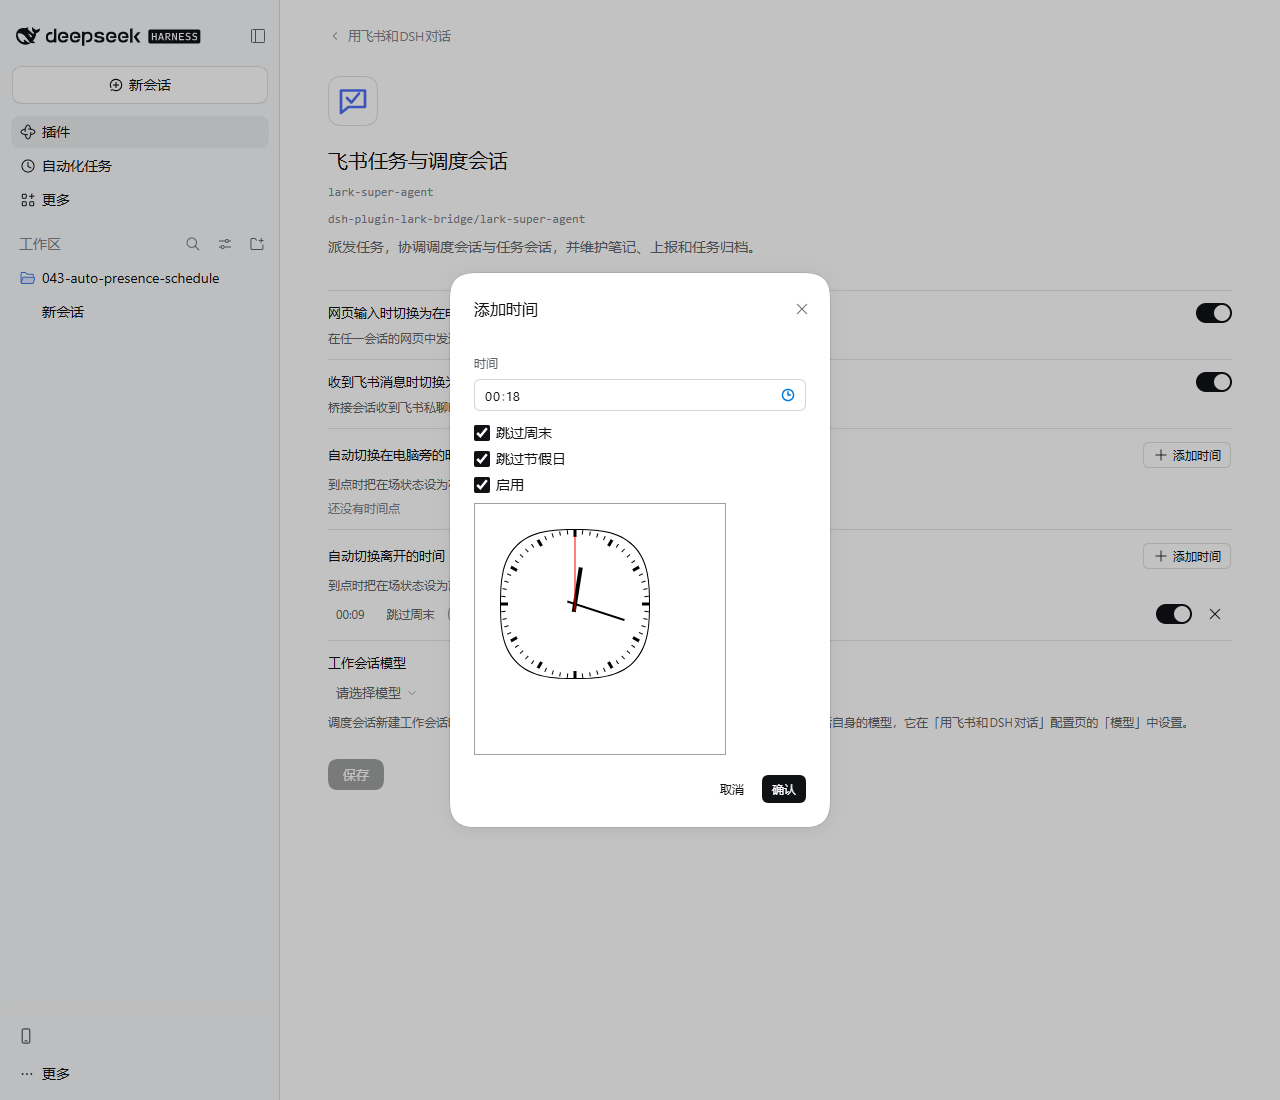 deepseek HARNESS
新会话
插件
自动化任务
更多
工作区
043-auto-presence-schedule
新会话
更多
用飞书和DSH对话
飞书任务与调度会话
lark-super-agent
dsh-plugin-lark-bridge/lark-super-agent
派发任务，协调调度会话与任务会话，并维护笔记、上报和任务归档。
网页输入时切换为在
在任一会话的网页中发
收到飞书消息时切换
桥接会话收到飞书私聊
自动切换在电脑旁的
添加时间
到点时把在场状态设为
还没有时间点
自动切换离开的时间
添加时间
到点时把在场状态设为
00:09 跳过周末
工作会话模型
请选择模型
调度会话新建工作会话
自身的模型，它在「用飞书和DSH对话」配置页的「模型」中设置。
保存
添加时间
时间
00:18
跳过周末
跳过节假日
启用
取消
确认